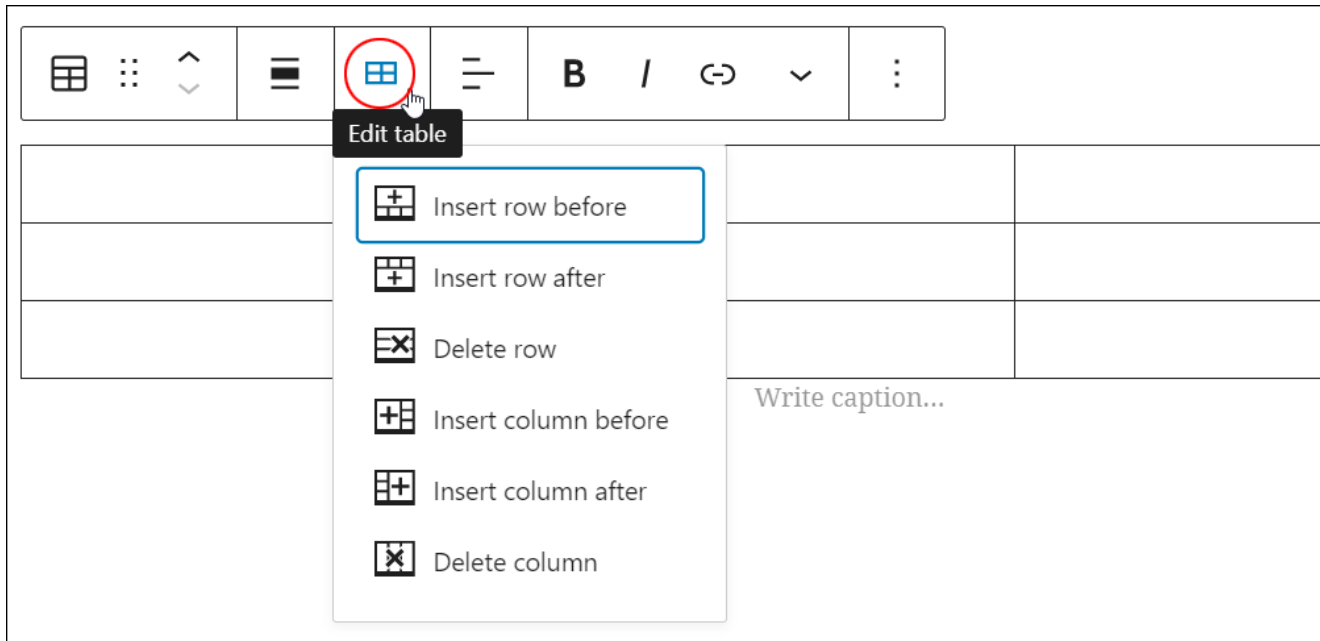 B I
Edit table
Insert row before
Insert row after
Delete row
Insert column before
Insert column after
Delete column
Write caption...